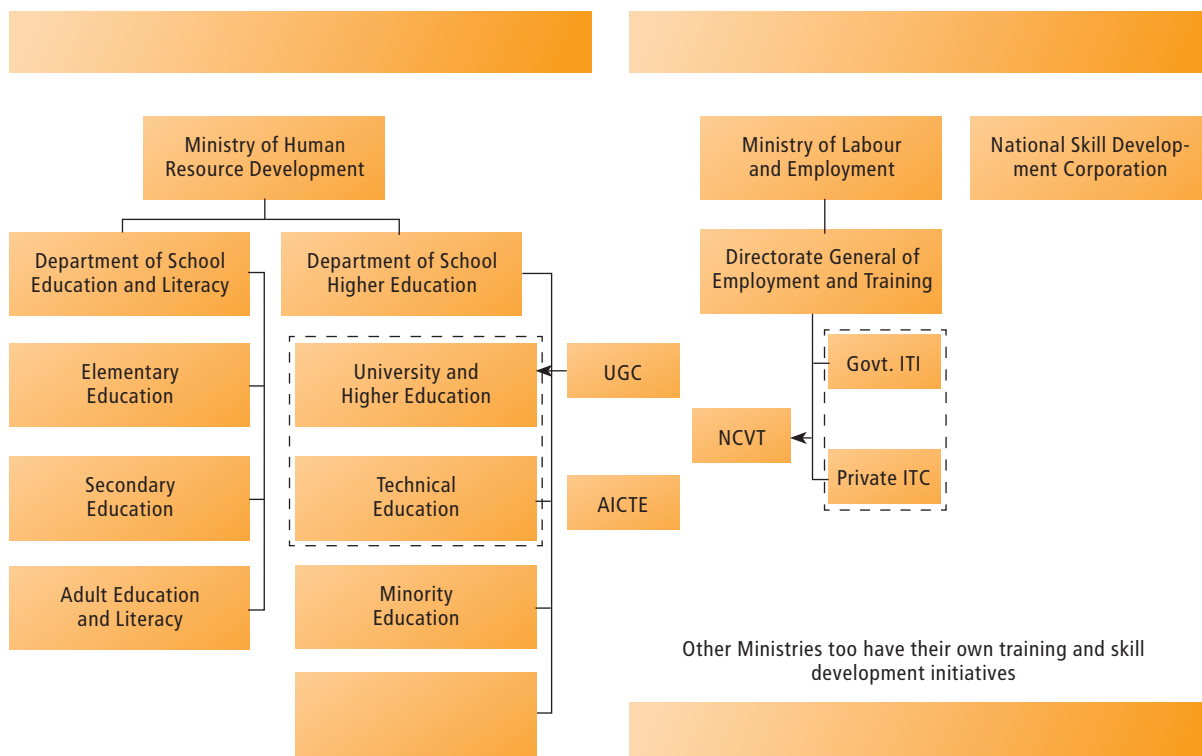 Ministry of Human
Resource Development
Ministry of Labour
and Employment
National Skill Develop-
ment Corporation
Department of School
Education and Literacy
Department of School
Higher Education
Directorate General of
Employment and Training
Elementary
Education
University and
Higher Education
UGC
Govt. ITI
NCVT
Secondary
Education
Technical
Education
AICTE
Private ITC
Adult Education
and Literacy
Minority
Education
Other Ministries too have their own training and skill
development initiatives